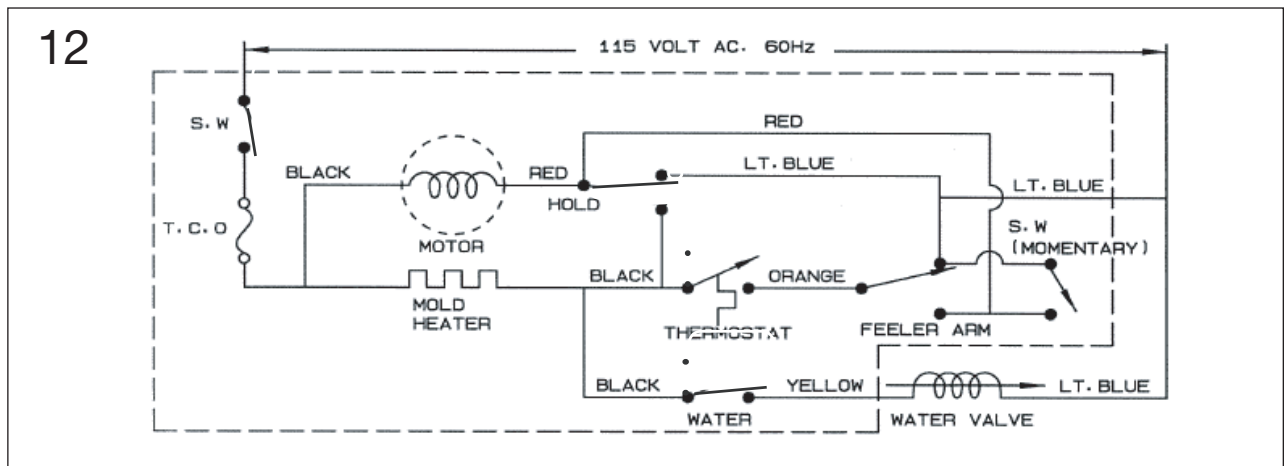 12
115 VOLT AC. 60Hz
S.W
RED
BLACK
RED
LT. BLUE
LT. BLUE
HOLD
T.C.O
MOTOR
S.W
(MOMENTARY)
BLACK
ORANGE
MOLD
HEATER
THERMOSTAT
FEELER ARM
BLACK
YELLOW
LT. BLUE
WATER
WATER VALVE